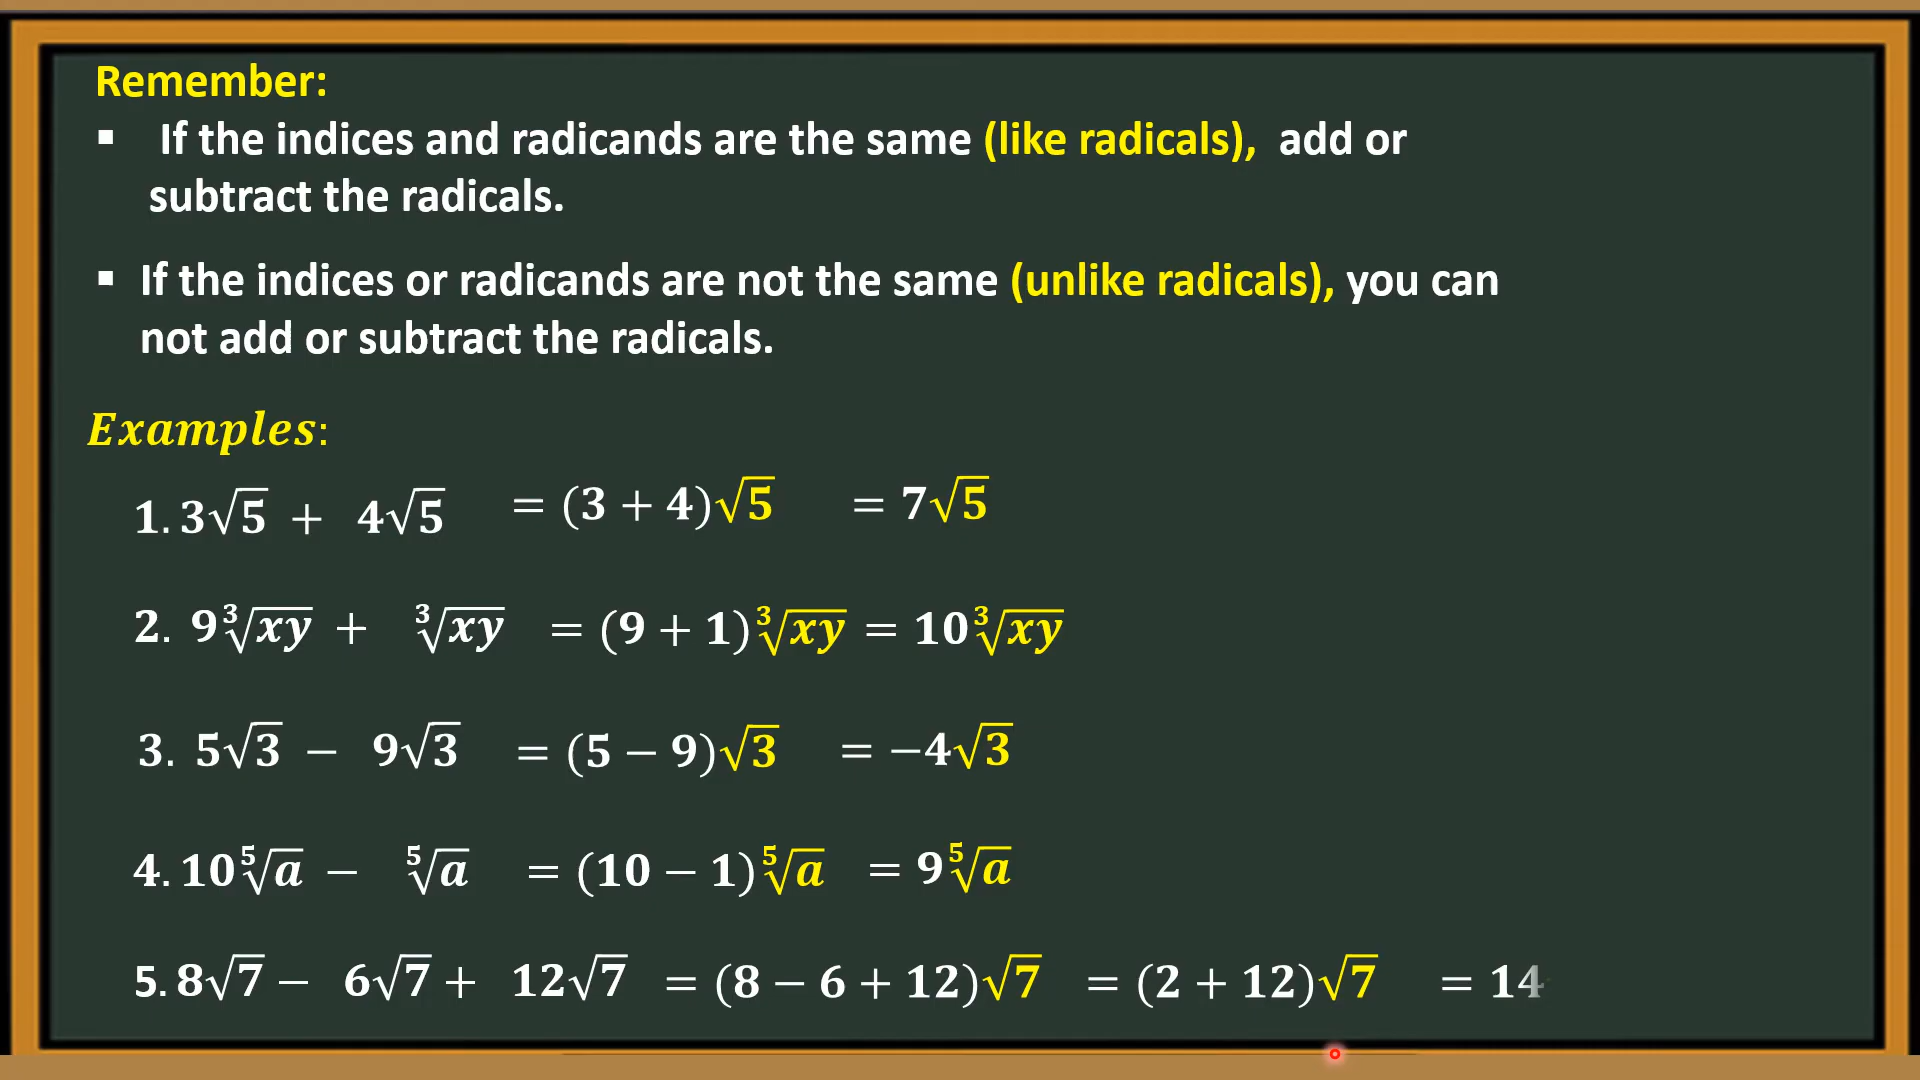 Remember:
▪ If the indices and radicands are the same (like radicals), add or
subtract the radicals.
▪ If the indices or radicands are not the same (unlike radicals), you can
not add or subtract the radicals.
Examples:
1. 3√5 + 4√5 = (3 + 4)√5 = 7√5
2. 9∛xy + ∛xy = (9 + 1)∛xy = 10∛xy
3. 5√3 − 9√3 = (5 − 9)√3 = −4√3
4. 10⁵√a − ⁵√a = (10 − 1)⁵√a = 9⁵√a
5. 8√7 − 6√7 + 12√7 = (8 − 6 + 12)√7 = (2 + 12)√7 = 14